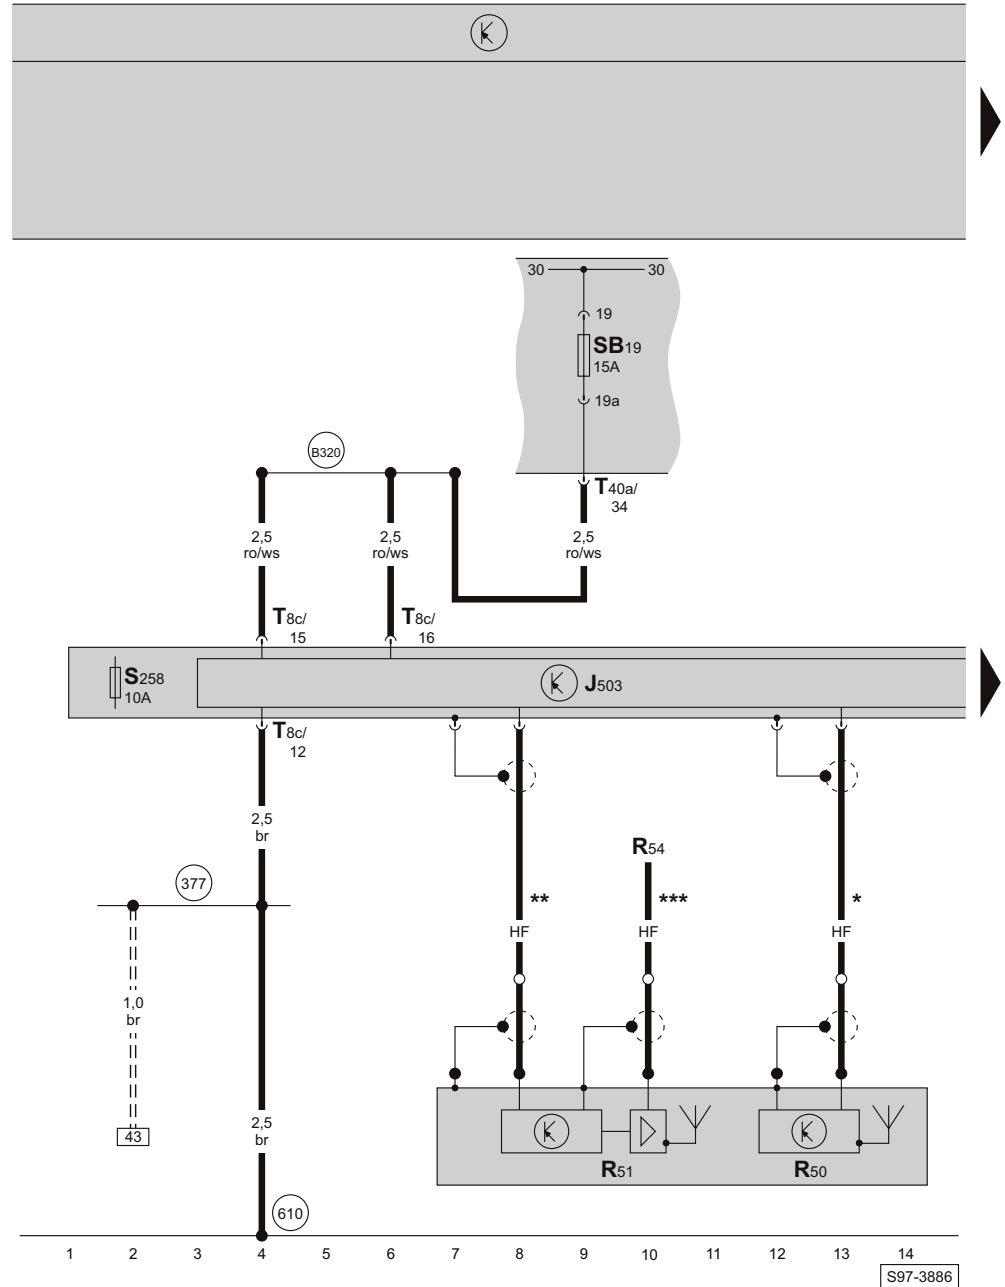 30 30
19
SB19
15A
19a
T40a/
34
B320
2,5
ro/ws
2,5
ro/ws
2,5
ro/ws
T8c/
15
T8c/
16
S258
10A
J503
T8c/
12
2,5
br
R54
377
** *** *
HF HF HF
1,0
br
43
2,5
br
R51 R50
610
1 2 3 4 5 6 7 8 9 10 11 12 13 14
S97-3886